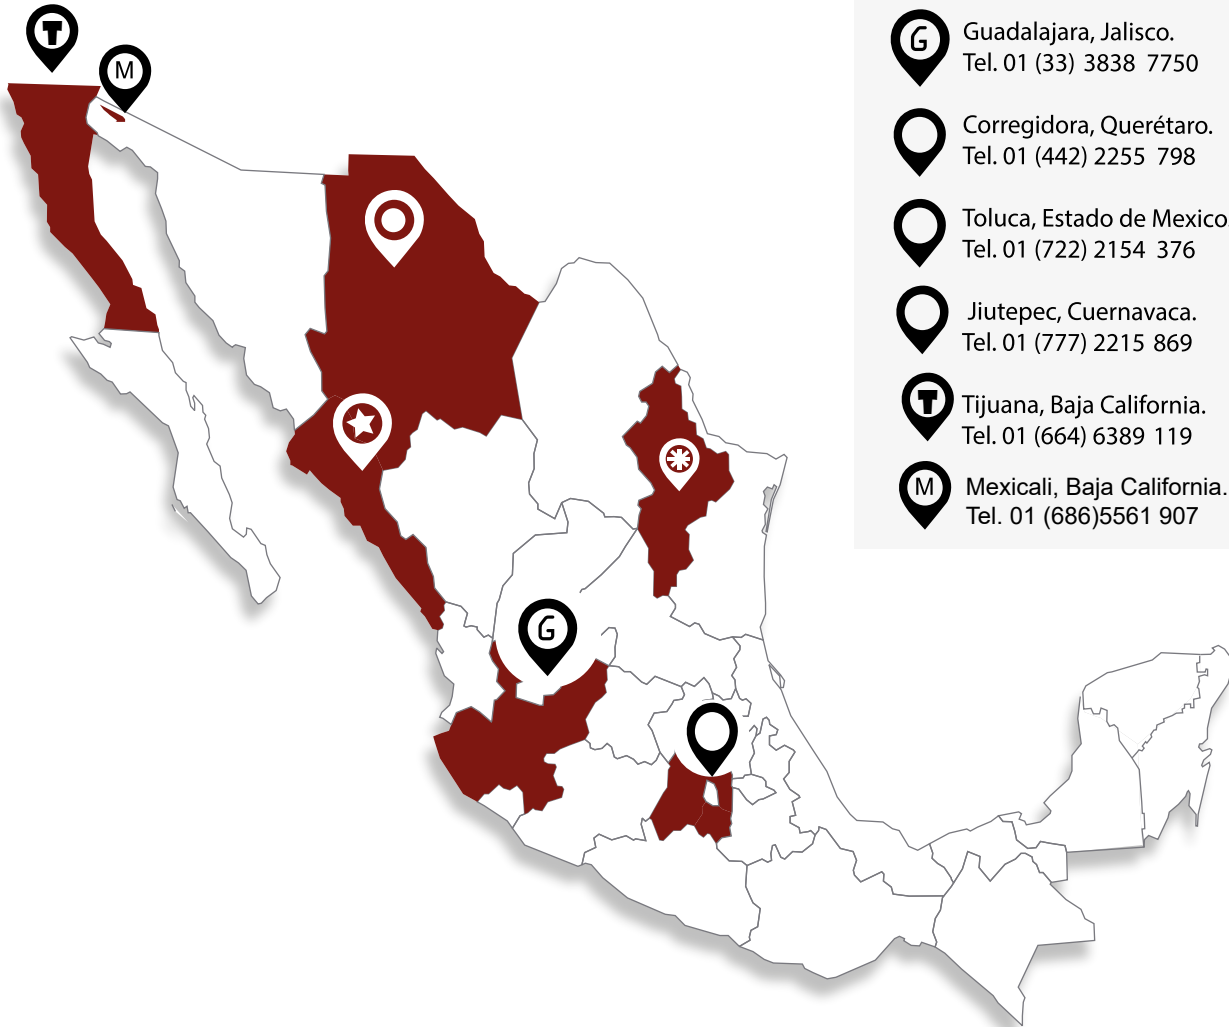 T
M
G
G
Guadalajara, Jalisco.
Tel. 01 (33) 3838 7750
Corregidora, Querétaro.
Tel. 01 (442) 2255 798
Toluca, Estado de Mexico.
Tel. 01 (722) 2154 376
Jiutepec, Cuernavaca.
Tel. 01 (777) 2215 869
T
Tijuana, Baja California.
Tel. 01 (664) 6389 119
M
Mexicali, Baja California.
Tel. 01 (686)5561 907